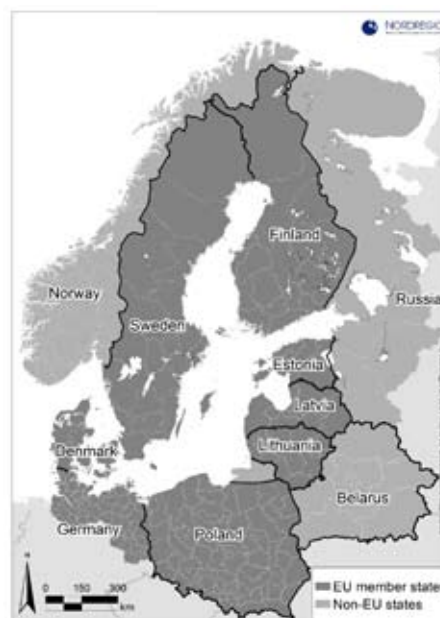 NORDREGIO
Finland
Norway
Russia
Sweden
Estonia
Latvia
Lithuania
Denmark
Belarus
Germany
Poland
N
0 150 300
km
EU member state
Non-EU states